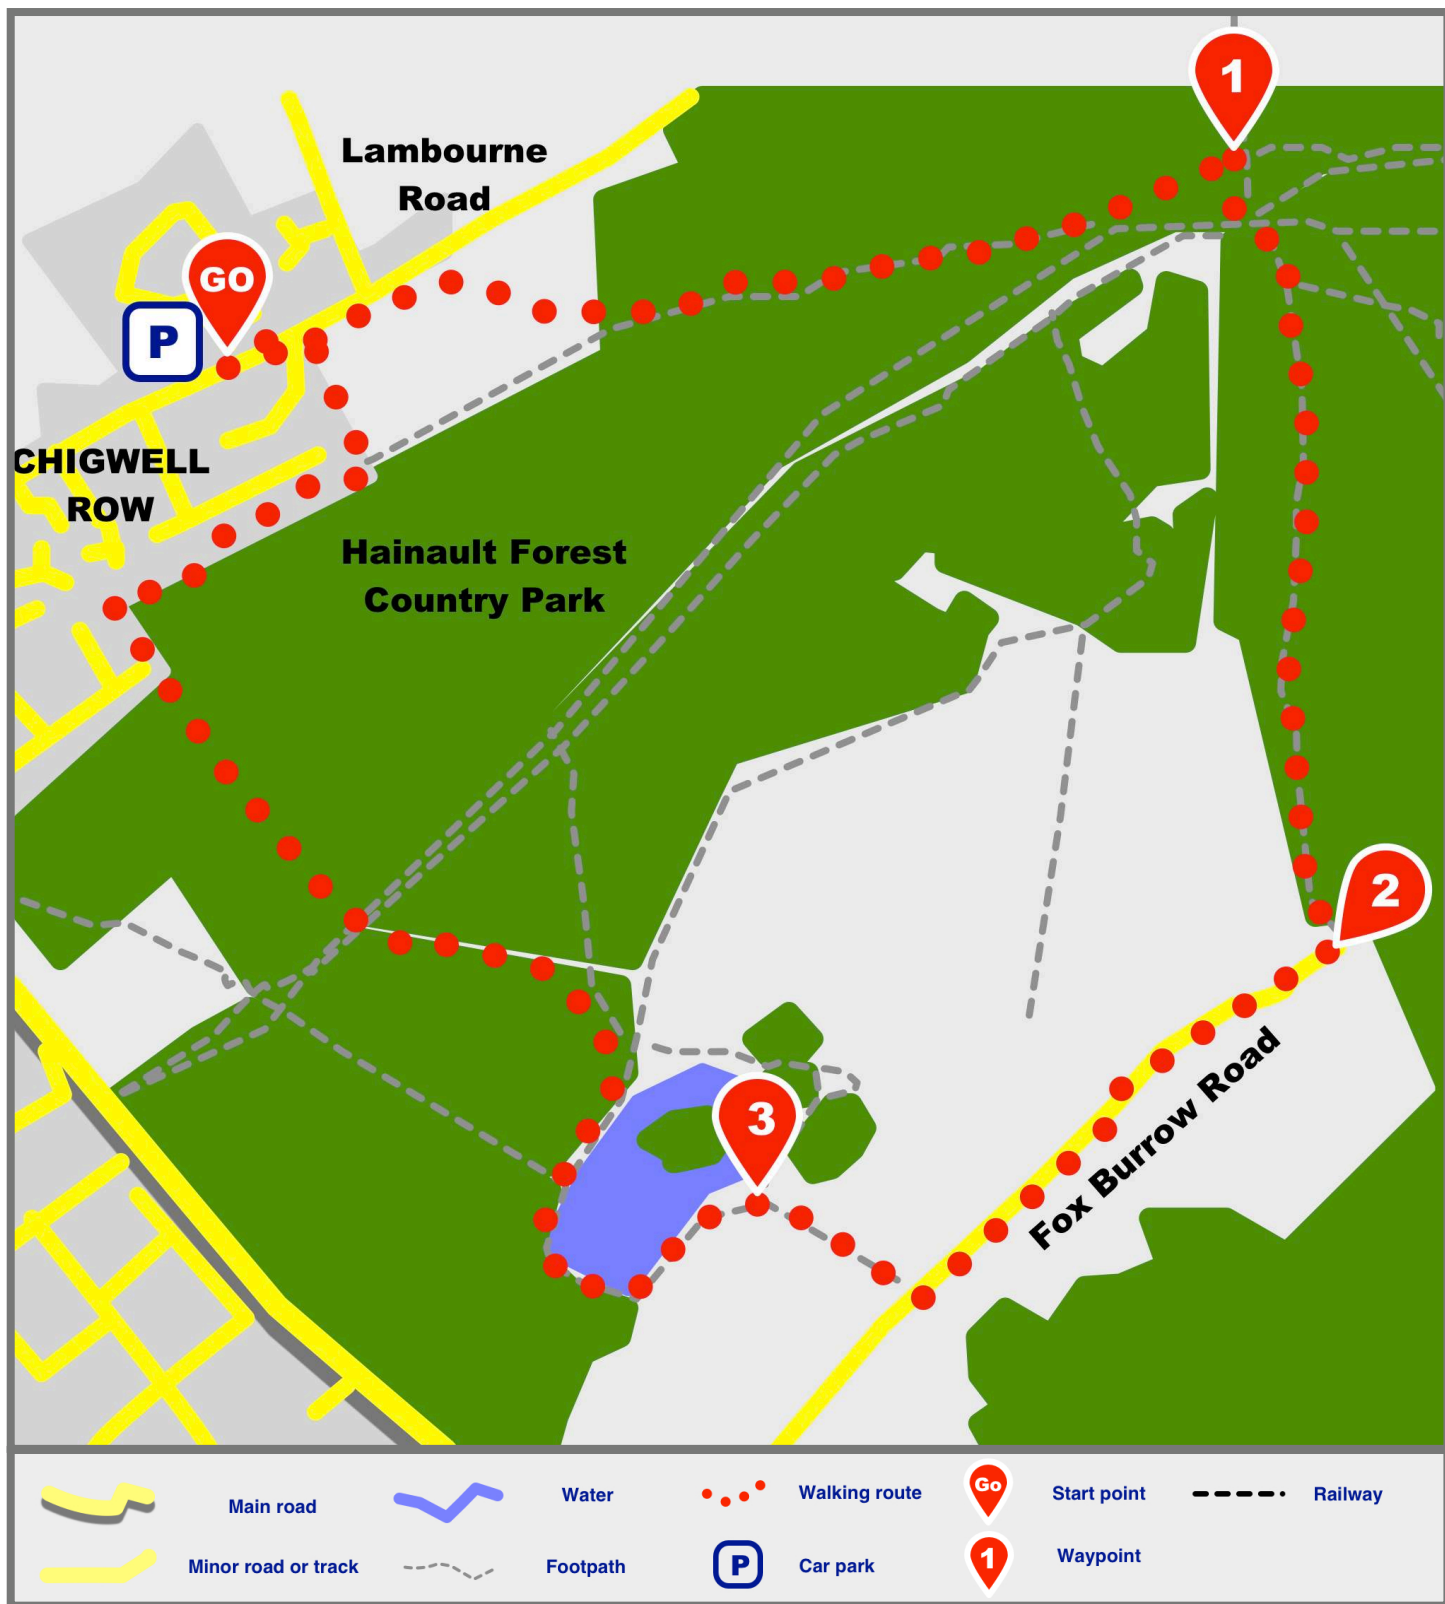 1
Lambourne
Road
GO
P
CHIGWELL
ROW
Hainault Forest
Country Park
2
3
Fox Burrow Road
Main road
Water
Walking route
Go
Start point
Railway
Minor road or track
Footpath
P
Car park
1
Waypoint